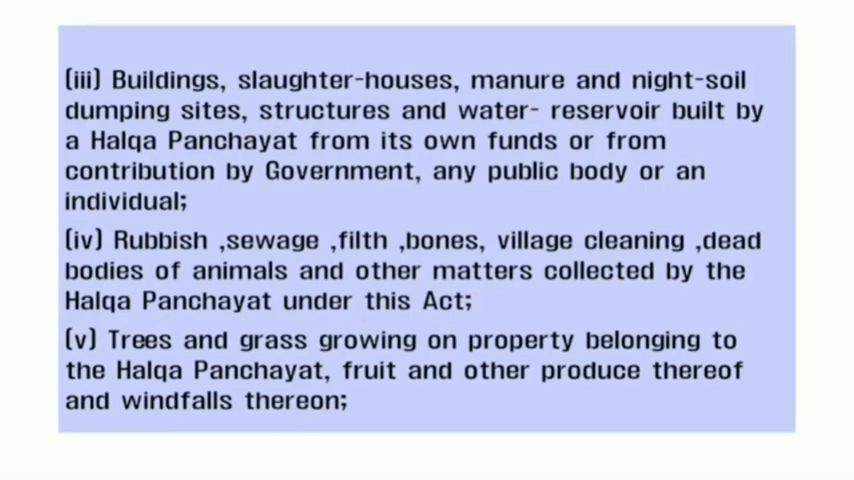 (iii) Buildings, slaughter-houses, manure and night-soil
dumping sites, structures and water- reservoir built by
a Halqa Panchayat from its own funds or from
contribution by Government, any public body or an
individual;
(iv) Rubbish ,sewage ,filth ,bones, village cleaning ,dead
bodies of animals and other matters collected by the
Halqa Panchayat under this Act;
(v) Trees and grass growing on property belonging to
the Halqa Panchayat, fruit and other produce thereof
and windfalls thereon;